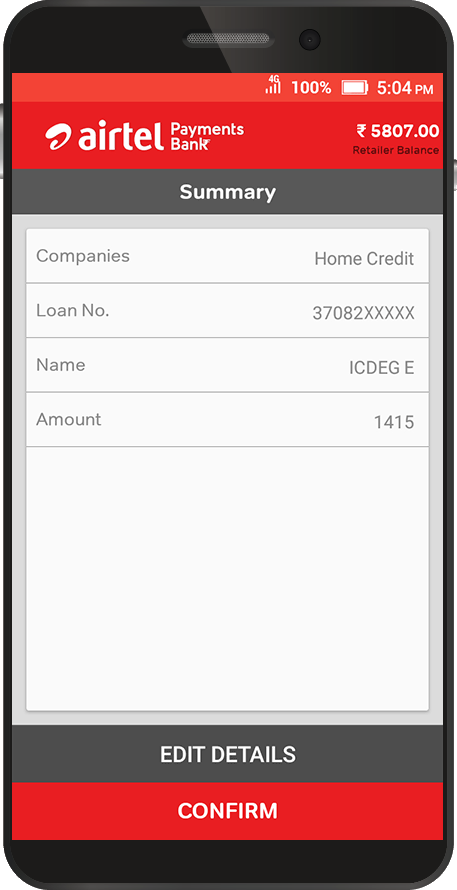 4G 100% 5:04 PM
airtel Payments Bank
₹ 5807.00
Retailer Balance
Summary
Companies Home Credit
Loan No. 37082XXXXX
Name ICDEG E
Amount 1415
EDIT DETAILS
CONFIRM